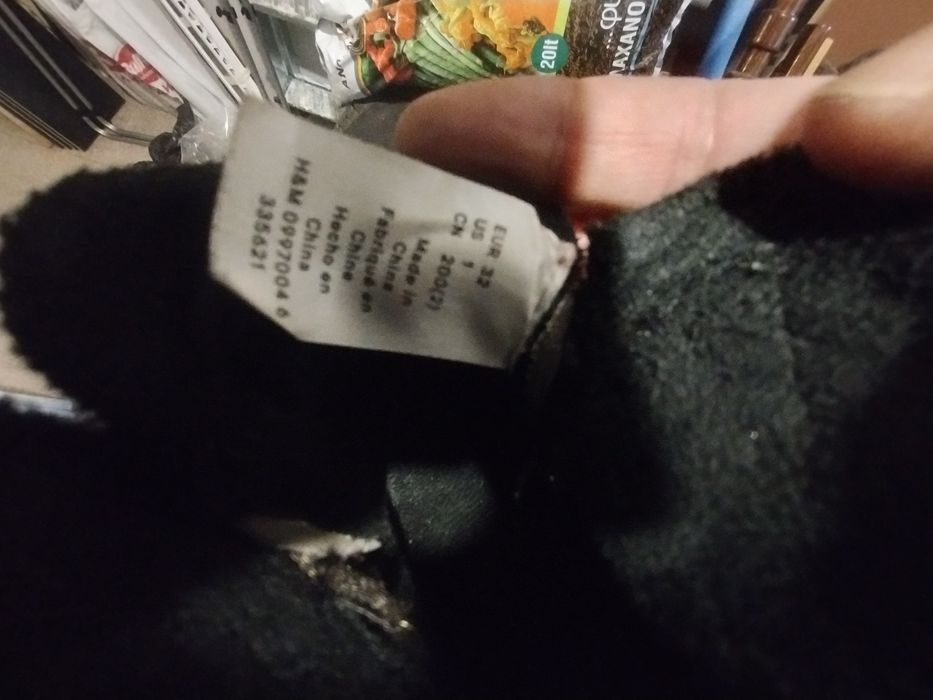 EUR 32
US 1
CN 200(2)
Made in
China
Fabriqué en
Chine
Hecho en
China
H&M 0997004 6
335621
20lt